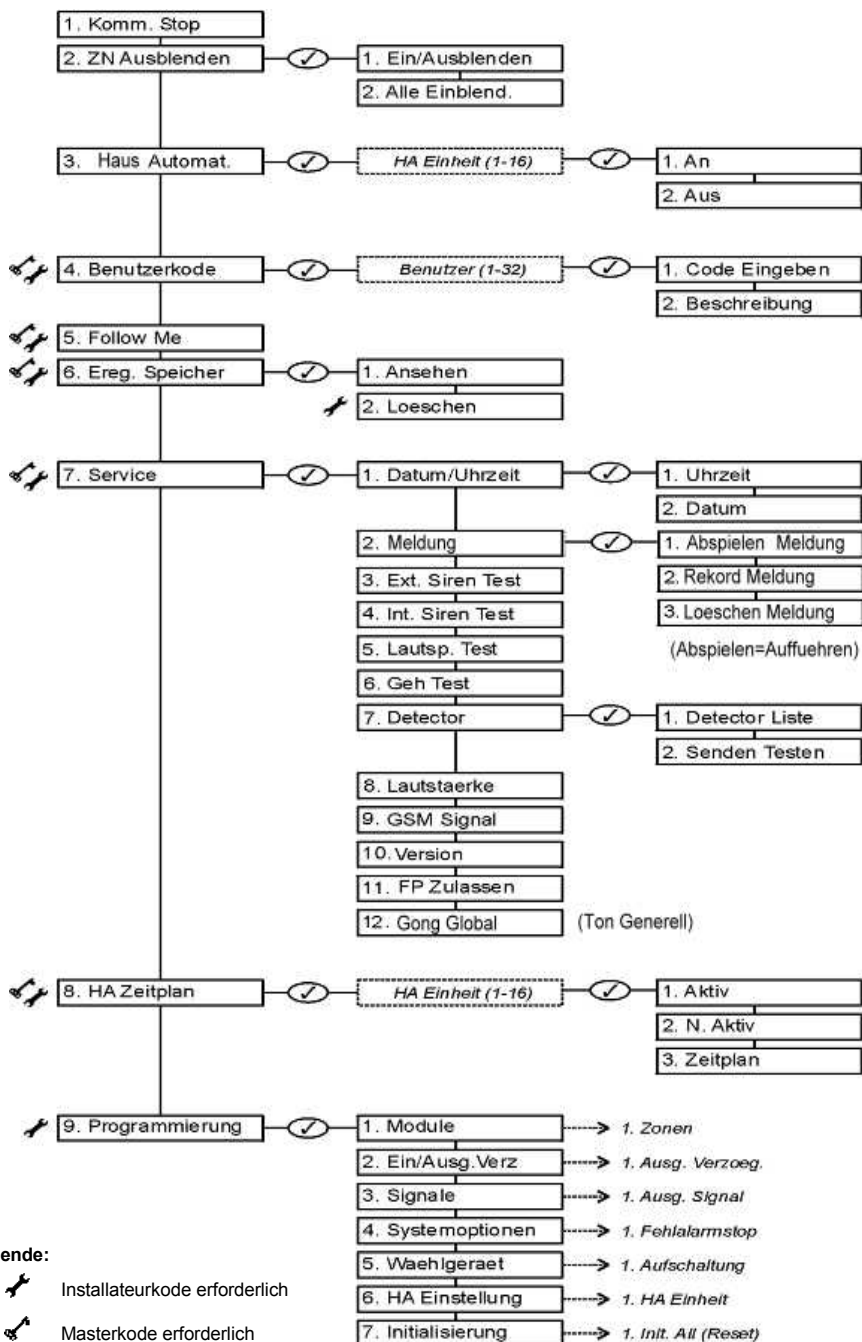 1. Komm. Stop
2. ZN Ausblenden
1. Ein/Ausblenden
2. Alle Einblend.
3. Haus Automat.
HA Einheit (1-16)
1. An
2. Aus
4. Benutzerkode
Benutzer (1-32)
1. Code Eingeben
2. Beschreibung
5. Follow Me
6. Ereg. Speicher
1. Ansehen
2. Loeschen
7. Service
1. Datum/Uhrzeit
1. Uhrzeit
2. Datum
2. Meldung
1. Abspielen Meldung
2. Rekord Meldung
3. Loeschen Meldung
(Abspielen=Auffuehren)
3. Ext. Siren Test
4. Int. Siren Test
5. Lautsp. Test
6. Geh Test
7. Detector
1. Detector Liste
2. Senden Testen
8. Lautstaerke
9. GSM Signal
10. Version
11. FP Zulassen
12. Gong Global
(Ton Generell)
8. HA Zeitplan
HA Einheit (1-16)
1. Aktiv
2. N. Aktiv
3. Zeitplan
9. Programmierung
1. Module
1. Zonen
2. Ein/Ausg.Verz
1. Ausg. Verzoeg.
3. Signale
1. Ausg. Signal
4. Systemoptionen
1. Fehlalarmstop
5. Waehlgeraet
1. Aufschaltung
6. HA Einstellung
1. HA Einheit
7. Initialisierung
1. Init. All (Reset)
ende:
Installateurkode erforderlich
Masterkode erforderlich